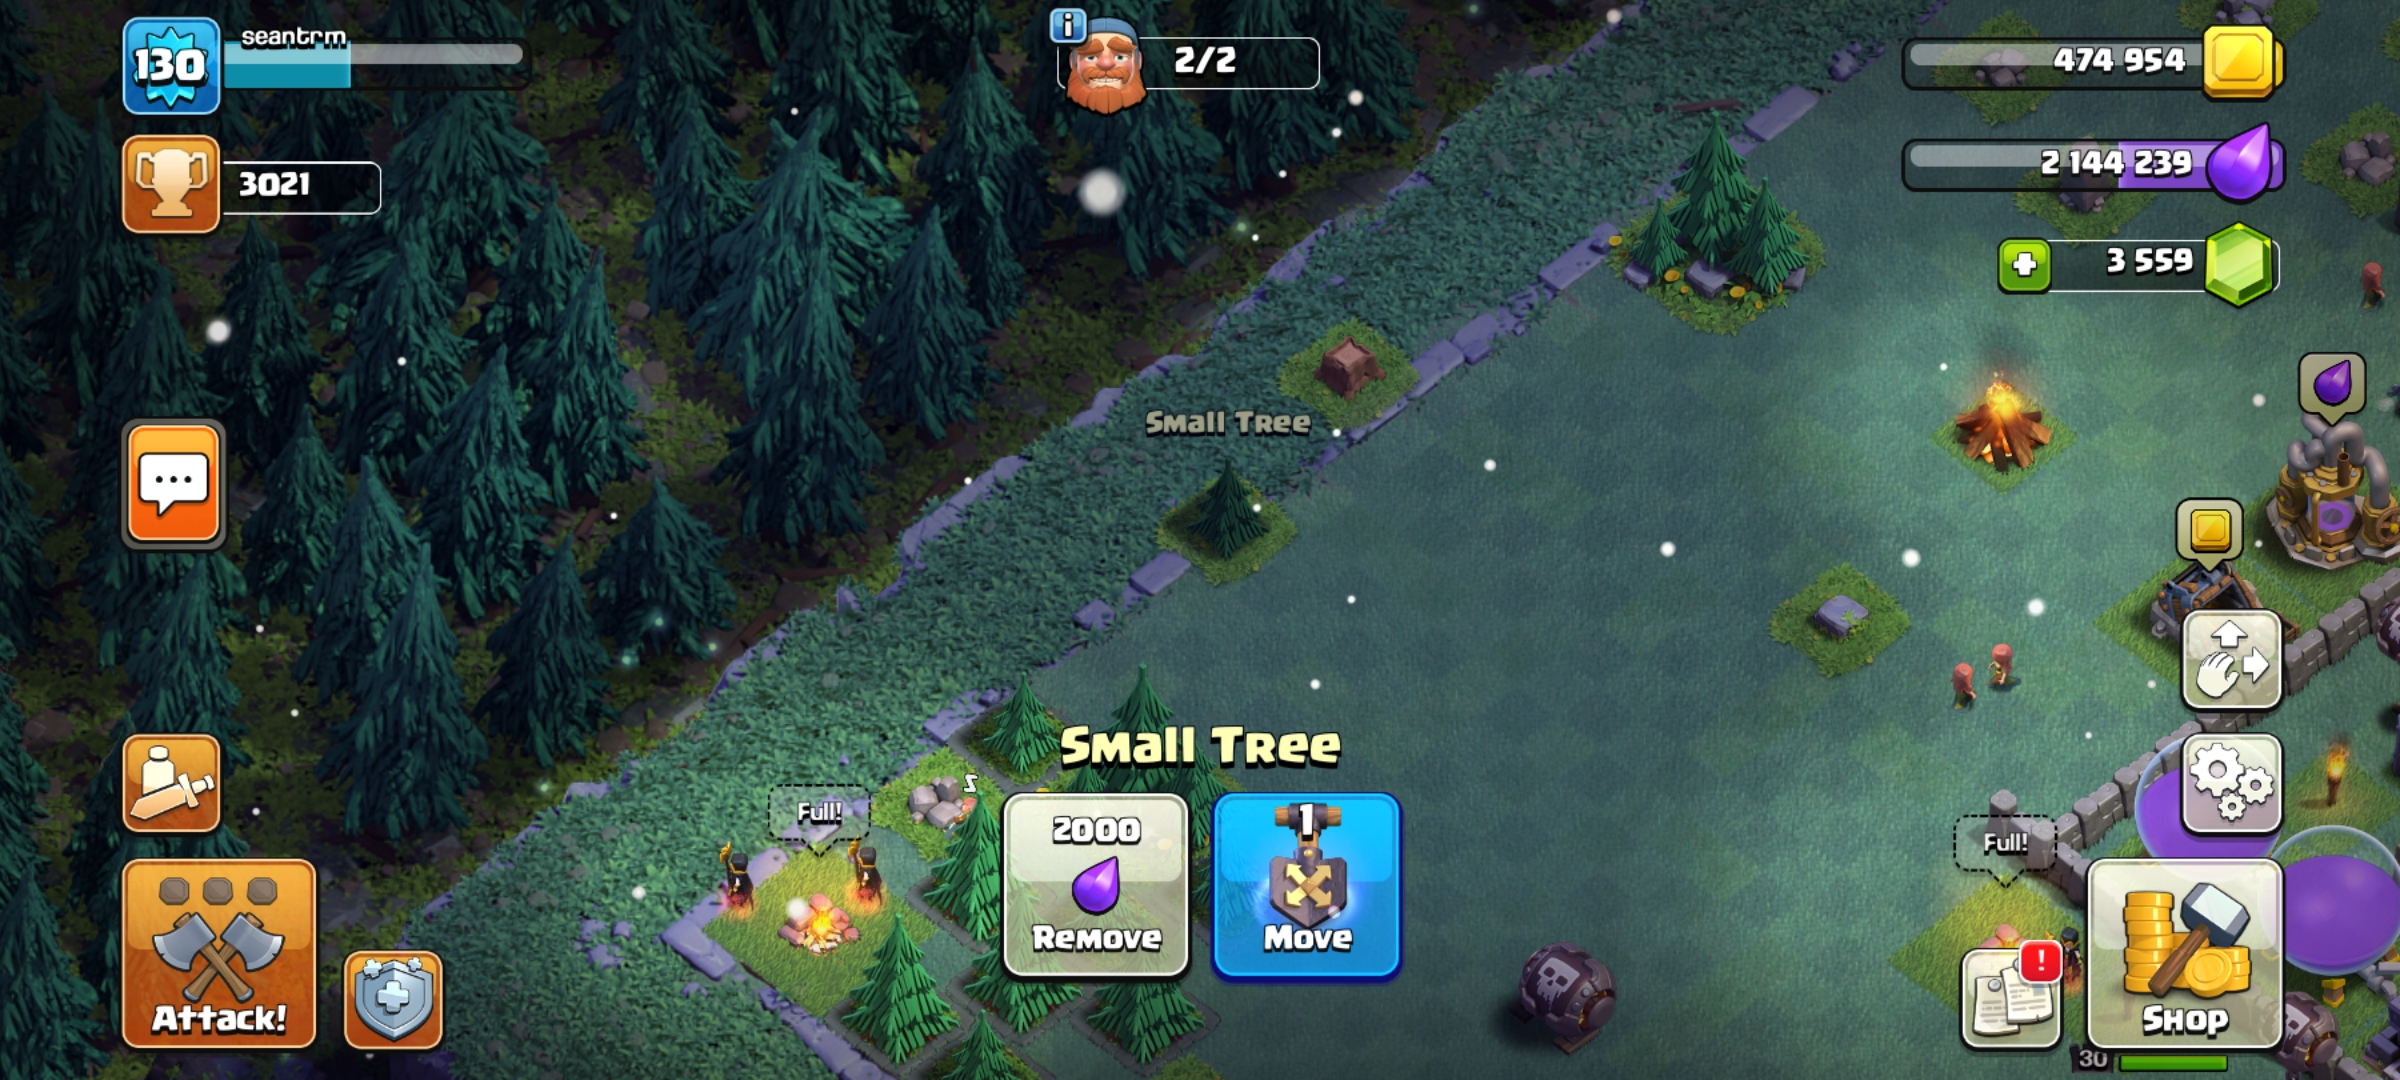 130
seantrm
i
2/2
474 954
3021
2 144 239
+
3 559
Small Tree
Small Tree
Full!
2000
Remove
1
Move
Full!
!
Attack!
Shop
30